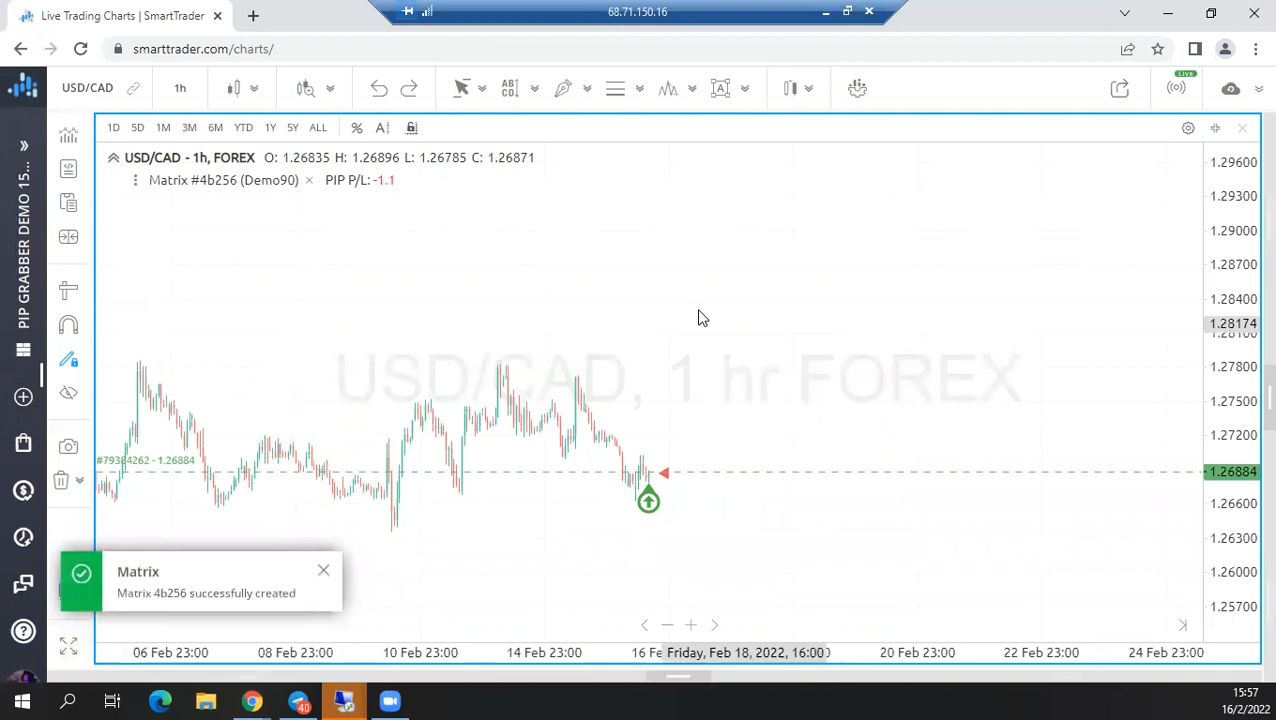 Live Trading Charts | SmartTrader
68.71.150.16
smarttrader.com/charts/
USD/CAD
1h
AB
CD
A
Live
PIP GRABBER DEMO 15...
1D 5D 1M 3M 6M YTD 1Y 5Y ALL
USD/CAD - 1h, FOREX O: 1.26835 H: 1.26896 L: 1.26785 C: 1.26871
Matrix #4b256 (Demo90) × PIP P/L: -1.1
USD/CAD, 1 hr FOREX
1.29600
1.29300
1.29000
1.28700
1.28400
1.28174
1.28100
1.27800
1.27500
1.27200
1.26884
1.26600
1.26300
1.26000
1.25700
#79384262 - 1.26884
Matrix
Matrix 4b256 successfully created
06 Feb 23:00 08 Feb 23:00 10 Feb 23:00 14 Feb 23:00 16 Fe Friday, Feb 18, 2022, 16:00 20 Feb 23:00 22 Feb 23:00 24 Feb 23:00
40
15:57
16/2/2022